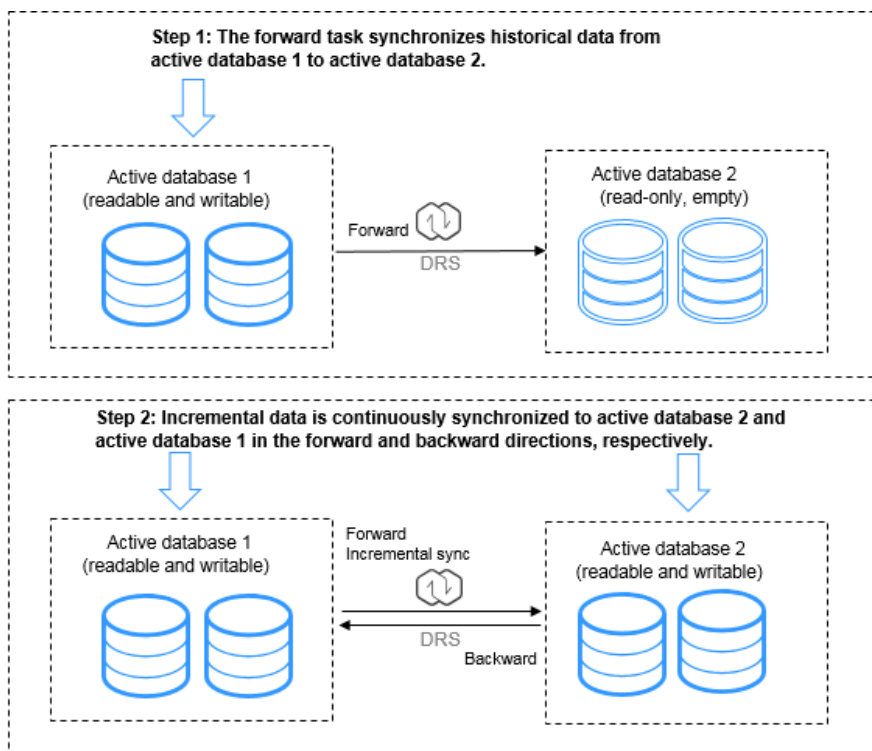 Step 1: The forward task synchronizes historical data from
active database 1 to active database 2.
Active database 1
(readable and writable)
Forward
DRS
Active database 2
(read-only, empty)
Step 2: Incremental data is continuously synchronized to active database 2 and
active database 1 in the forward and backward directions, respectively.
Active database 1
(readable and writable)
Forward
Incremental sync
DRS
Backward
Active database 2
(readable and writable)